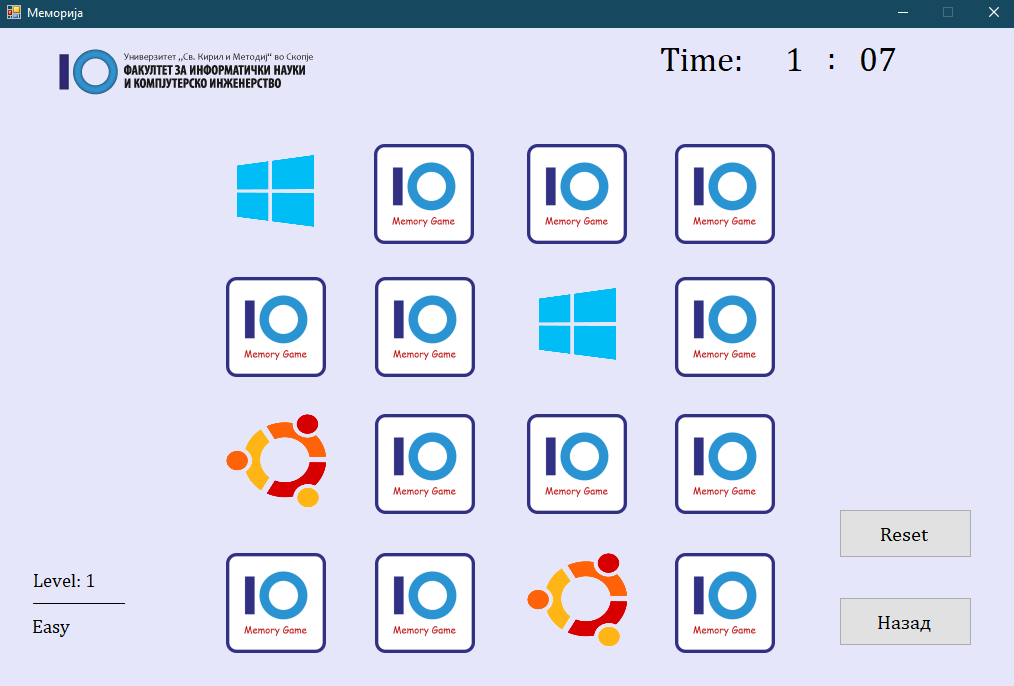 Меморија
Универзитет ,,Св. Кирил и Методиј“ во Скопје
ФАКУЛТЕТ ЗА ИНФОРМАТИЧКИ НАУКИ
И КОМПЈУТЕРСКО ИНЖЕНЕРСТВО
Time: 1 : 07
Memory Game
Memory Game
Memory Game
Memory Game
Memory Game
Memory Game
Memory Game
Memory Game
Memory Game
Memory Game
Memory Game
Memory Game
Reset
Level: 1
Easy
Назад